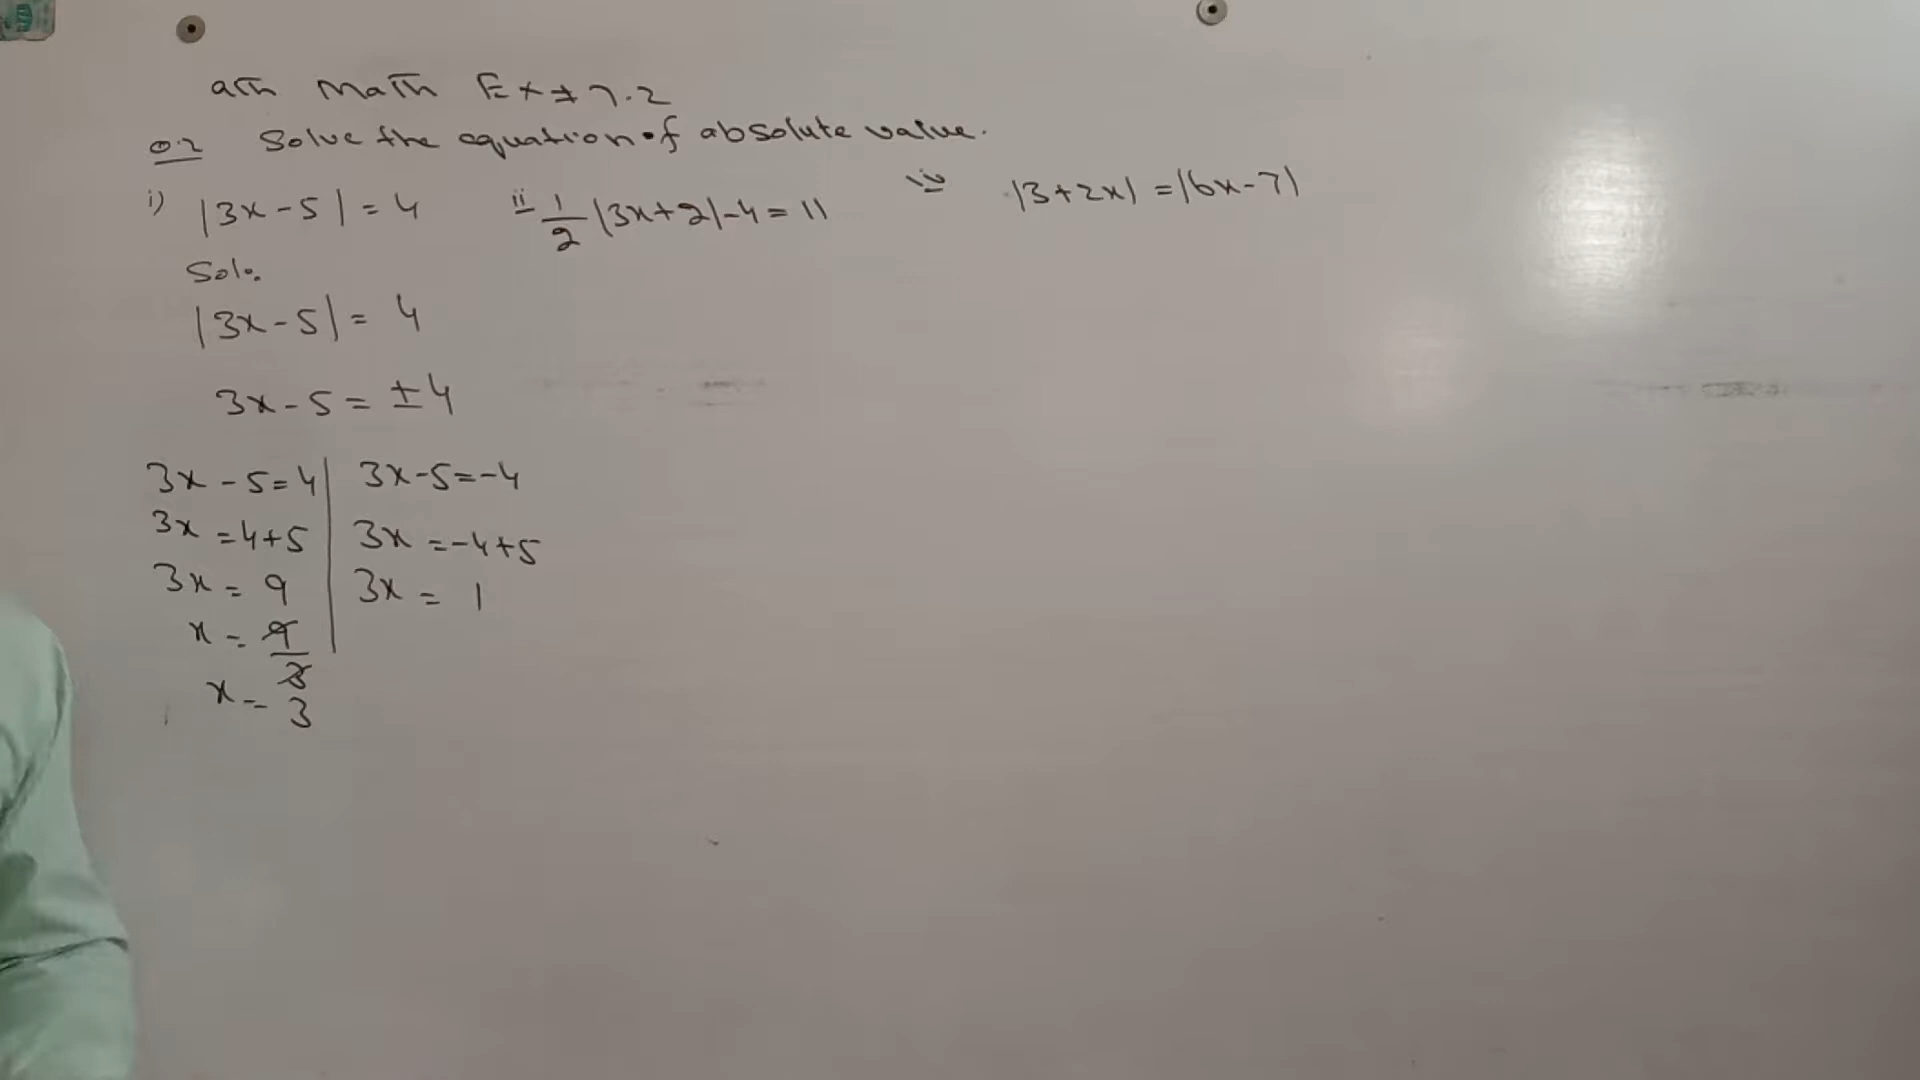 9th Math Ex # 7.2
Q.2 Solve the equation of absolute value.
i) |3x-5| = 4 ii 1/2 |3x+2|-4 = 11 iv |3+2x| = |6x-7|
Sol:
|3x-5| = 4
3x-5 = ±4
3x-5=4 | 3x-5=-4
3x =4+5 | 3x =-4+5
3x = 9 | 3x = 1
x = 9/3
x = 3